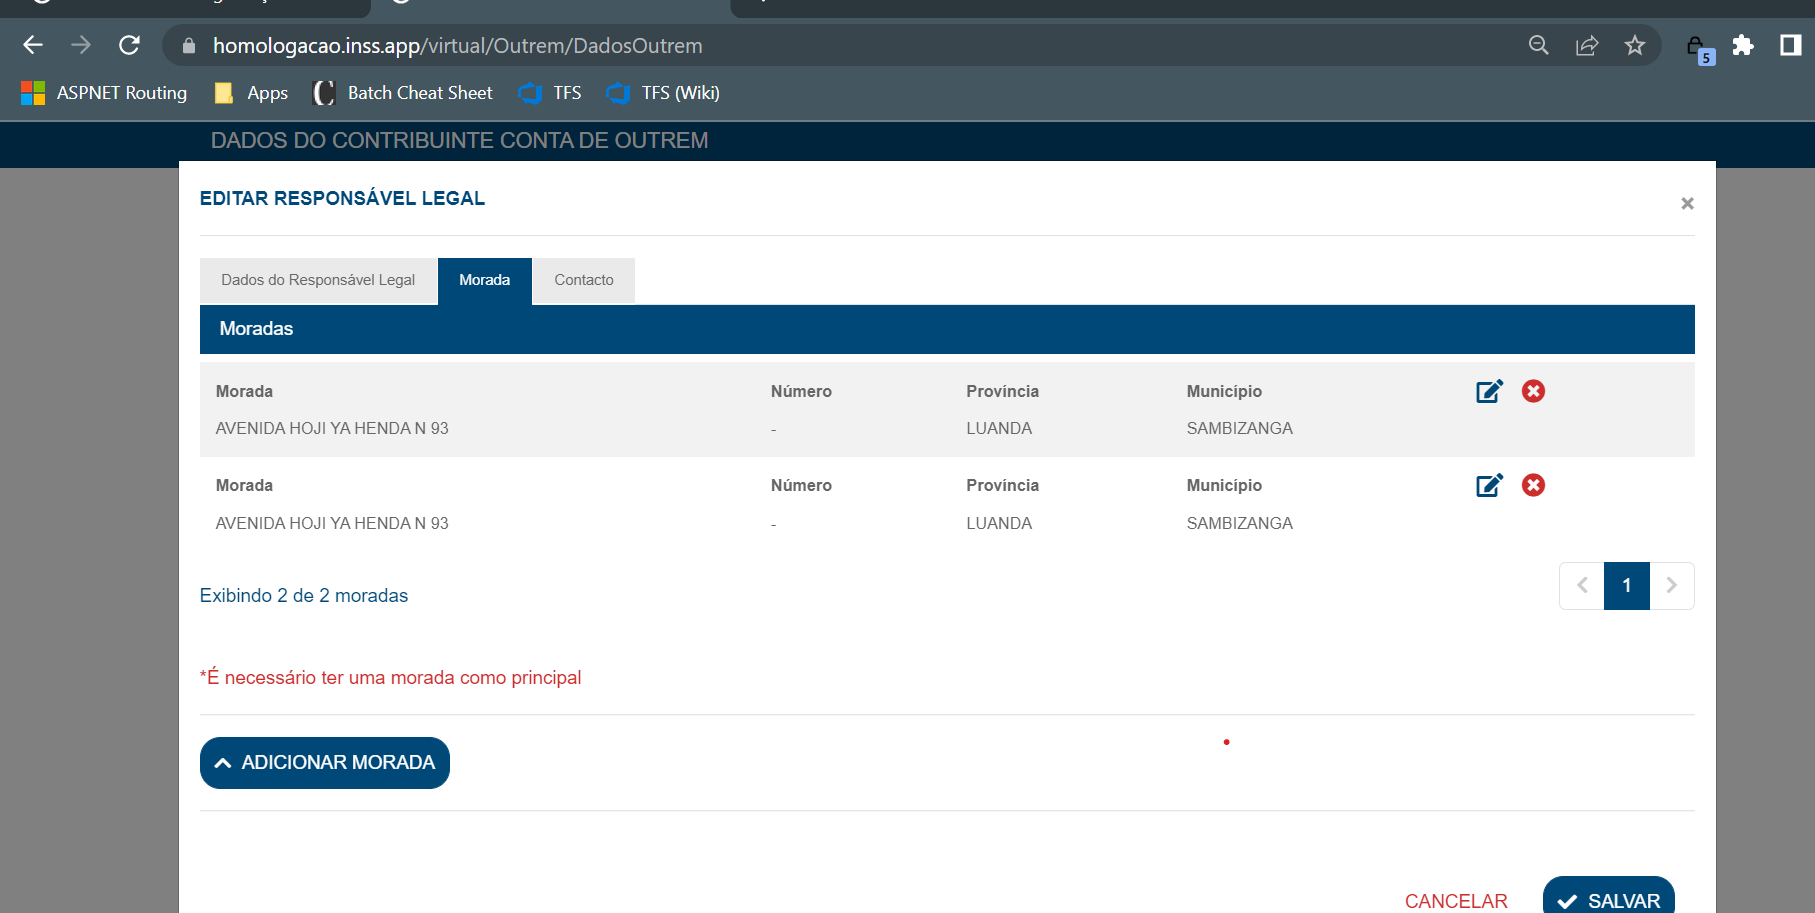 homologacao.inss.app/virtual/Outrem/DadosOutrem
5
ASPNET Routing Apps Batch Cheat Sheet TFS TFS (Wiki)
DADOS DO CONTRIBUINTE CONTA DE OUTREM
EDITAR RESPONSÁVEL LEGAL
×
Dados do Responsável Legal Morada Contacto
Moradas
Morada Número Província Município
AVENIDA HOJI YA HENDA N 93 - LUANDA SAMBIZANGA
Morada Número Província Município
AVENIDA HOJI YA HENDA N 93 - LUANDA SAMBIZANGA
Exibindo 2 de 2 moradas
1
*É necessário ter uma morada como principal
ADICIONAR MORADA
CANCELAR SALVAR